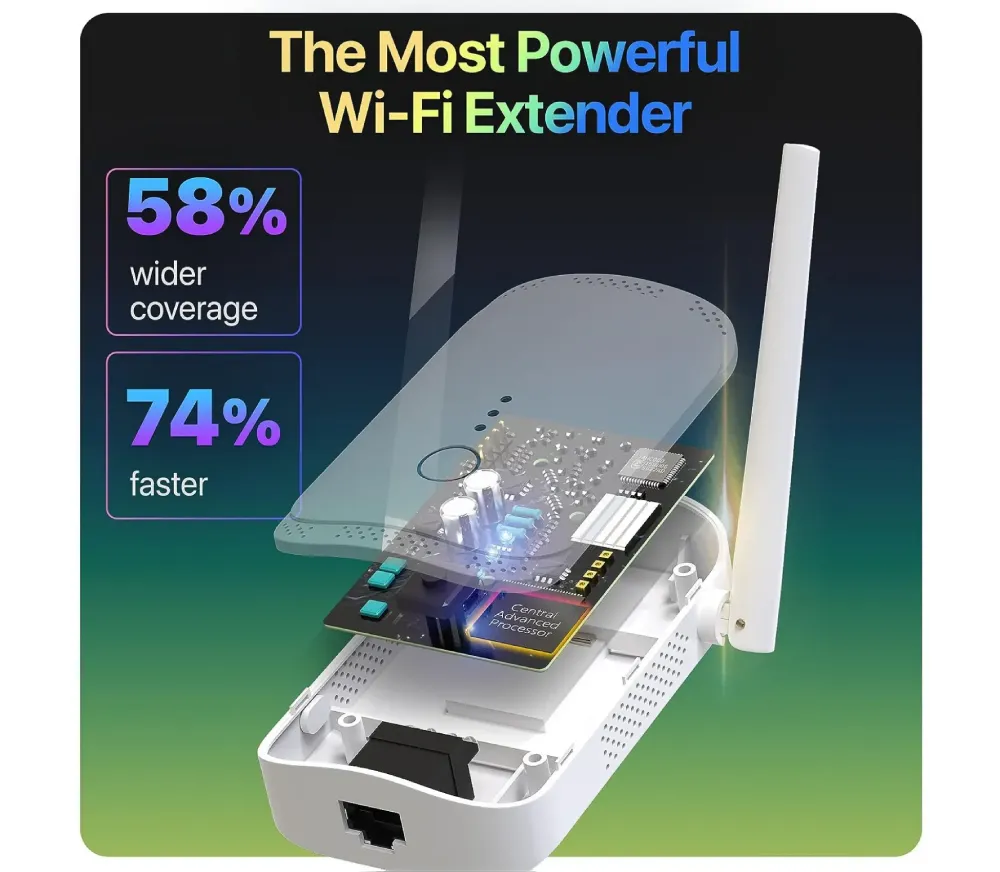 The Most Powerful
Wi-Fi Extender
58%
wider
coverage
74%
faster
Central
Advanced
Processor